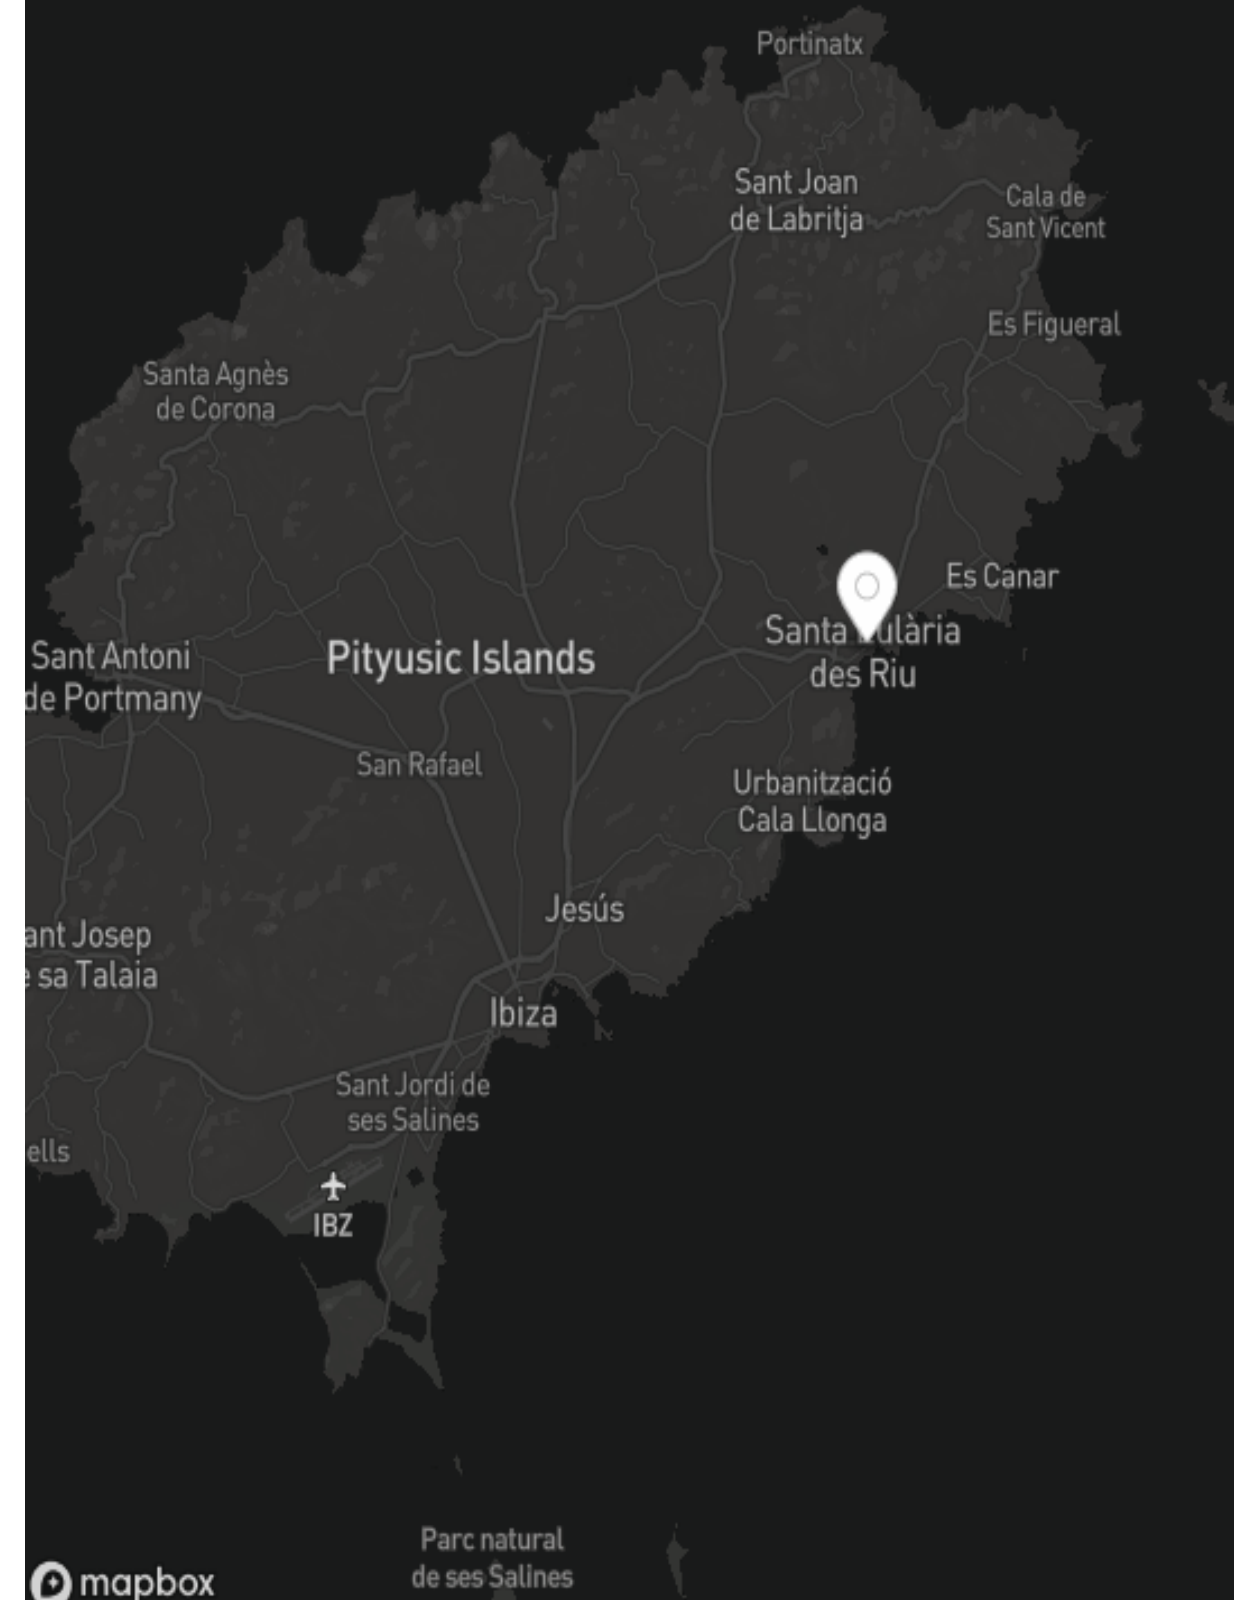 Portinatx
Sant Joan
de Labritja
Cala de
Sant Vicent
Es Figueral
Santa Agnès
de Corona
Es Canar
Santa ulària
des Riu
Sant Antoni
de Portmany
Pityusic Islands
San Rafael
Urbanització
Cala Llonga
Jesús
ant Josep
e sa Talaia
Ibiza
Sant Jordi de
ses Salines
ells
IBZ
Parc natural
de ses Salines
mapbox